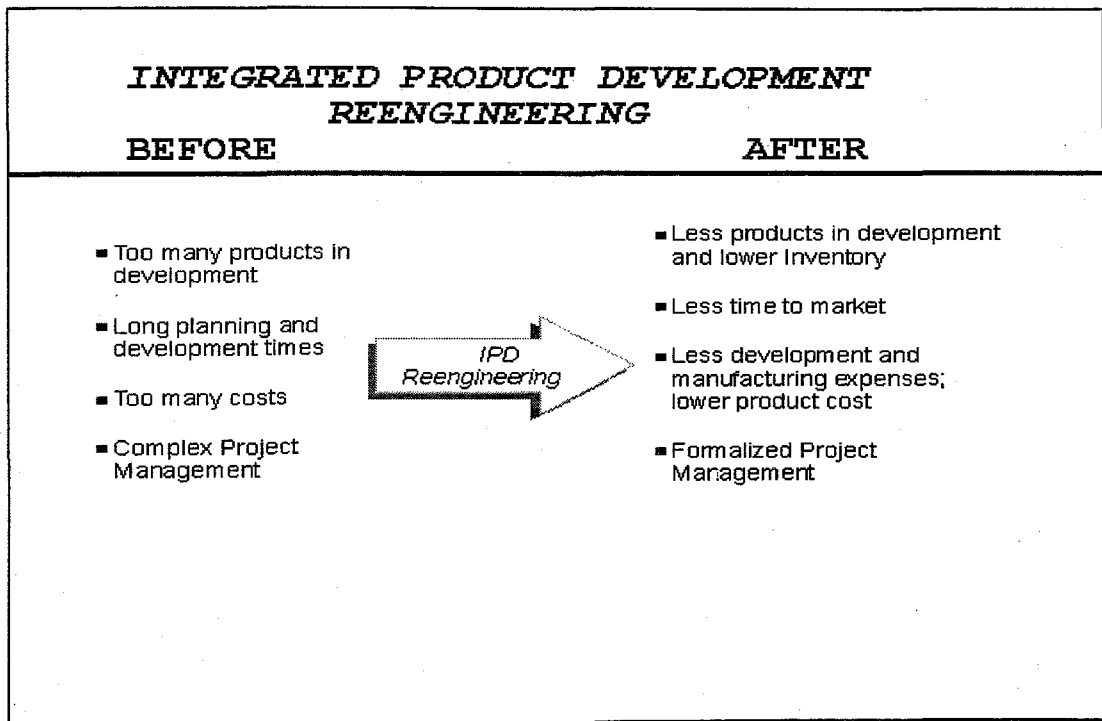 INTEGRATED PRODUCT DEVELOPMENT
REENGINEERING
BEFORE
AFTER
■ Too many products in
development
■ Long planning and
development times
■ Too many costs
■ Complex Project
Management
IPD
Reengineering
■ Less products in development
and lower Inventory
■ Less time to market
■ Less development and
manufacturing expenses;
lower product cost
■ Formalized Project
Management